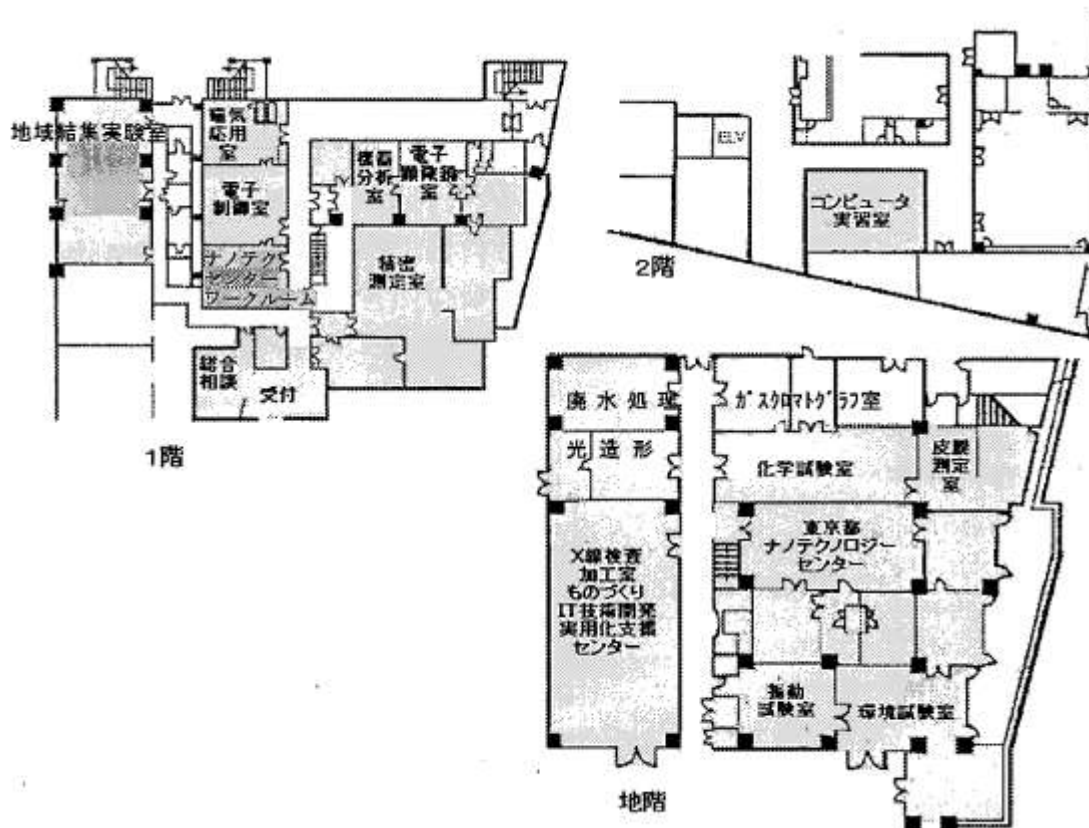 地域結集実験室
電気
応用
室
電子
制御室
ナノテク
センター
ワークルーム
機器
分析
室
電子
顕微鏡
室
精密
測定室
総合
相談
受付
1階
ELV
コンピュータ
実習室
2階
廃水処理
光造形
X線検査
加工室
ものづくり
IT技術開発
実用化支援
センター
ガスクロマトグラフ室
化学試験室
皮膜
測定
室
東京都
ナノテクノロジー
センター
振動
試験室
環境試験室
地階